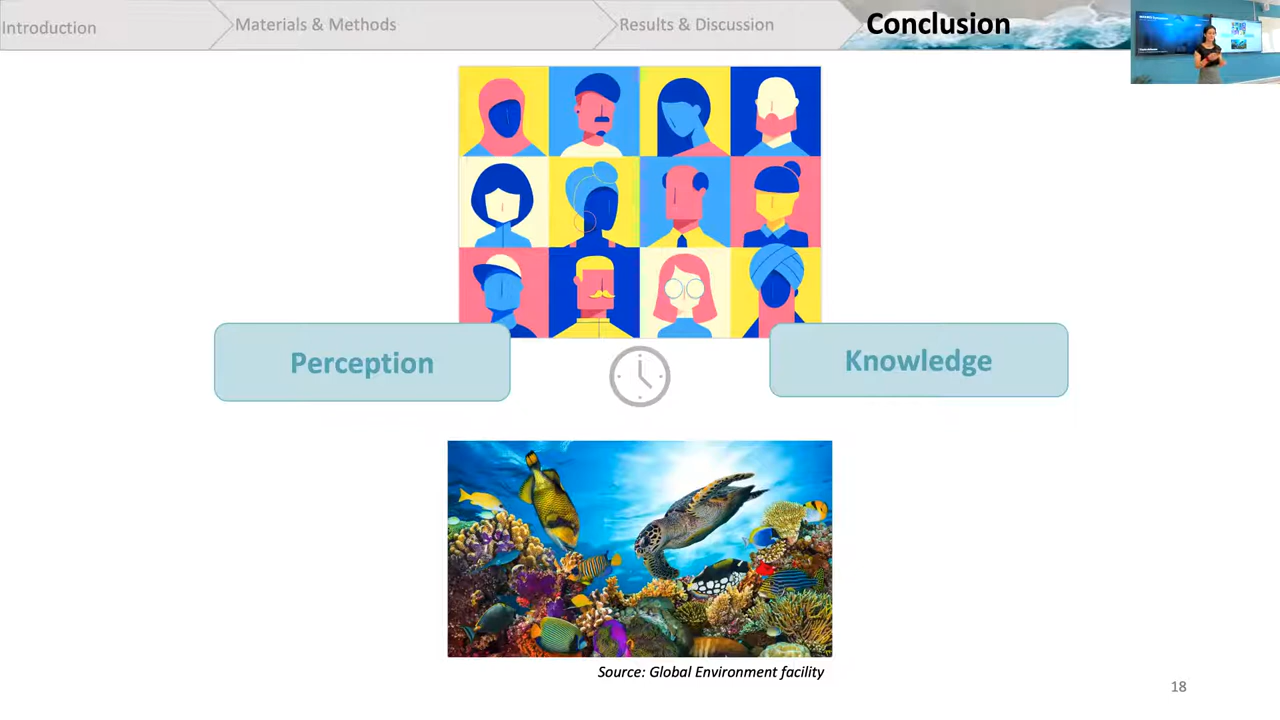 Introduction
Materials & Methods
Results & Discussion
Conclusion
Perception
Knowledge
Source: Global Environment facility
18